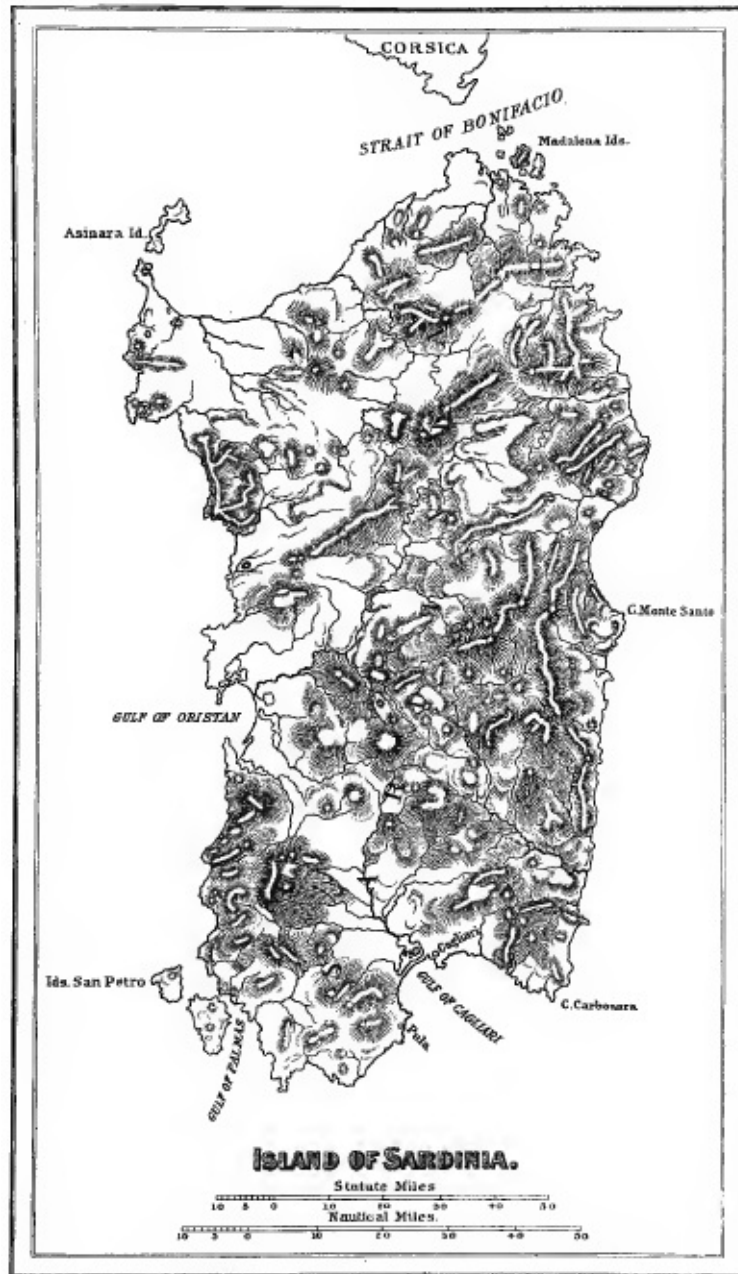 CORSICA
STRAIT OF BONIFACIO.
Madalena Ids.
Asinara Id.
C. Monte Santo
GULF OF ORISTAN
Cagliari
Ids. San Petro
GULF OF CAGLIARI
C. Carbonara
Pula
GULF OF PALMAS
ISLAND OF SARDINIA.
Statute Miles
10 5 0 10 20 30 40 50
Nautical Miles.
10 5 0 10 20 30 40 50